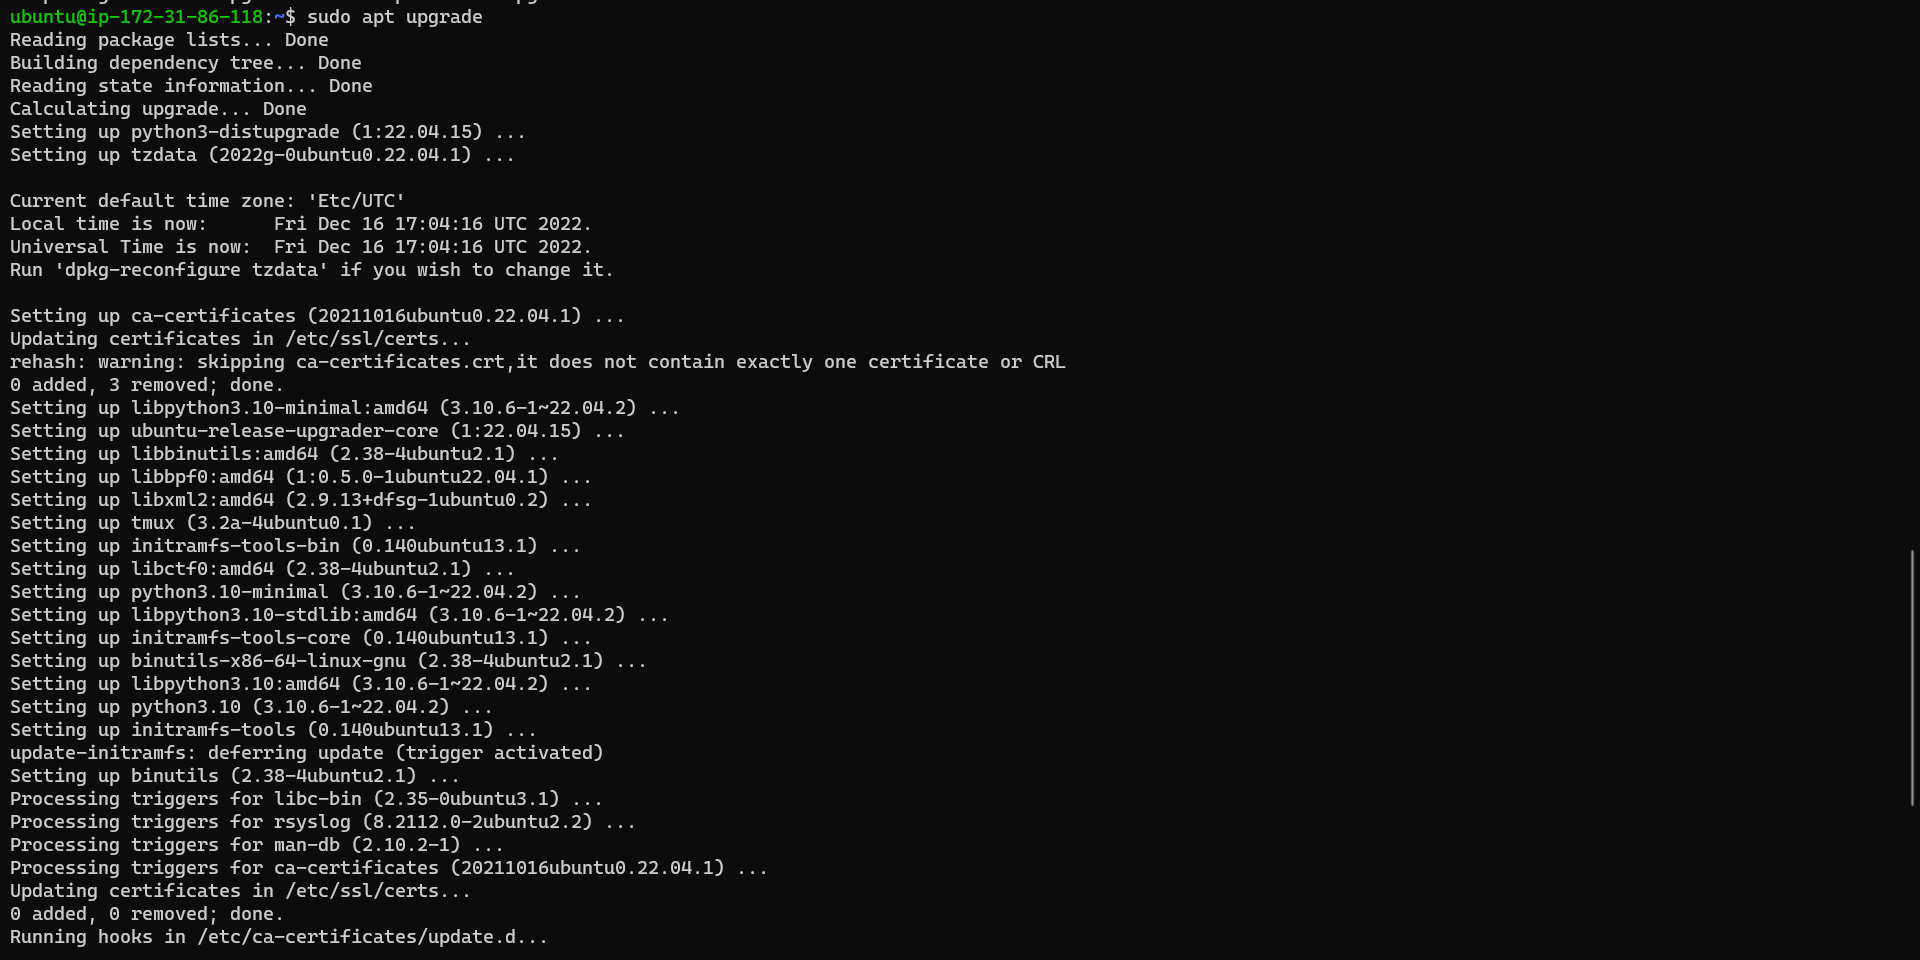 ubuntu@ip-172-31-86-118:~$ sudo apt upgrade
Reading package lists... Done
Building dependency tree... Done
Reading state information... Done
Calculating upgrade... Done
Setting up python3-distupgrade (1:22.04.15) ...
Setting up tzdata (2022g-0ubuntu0.22.04.1) ...

Current default time zone: 'Etc/UTC'
Local time is now:      Fri Dec 16 17:04:16 UTC 2022.
Universal Time is now:  Fri Dec 16 17:04:16 UTC 2022.
Run 'dpkg-reconfigure tzdata' if you wish to change it.

Setting up ca-certificates (20211016ubuntu0.22.04.1) ...
Updating certificates in /etc/ssl/certs...
rehash: warning: skipping ca-certificates.crt,it does not contain exactly one certificate or CRL
0 added, 3 removed; done.
Setting up libpython3.10-minimal:amd64 (3.10.6-1~22.04.2) ...
Setting up ubuntu-release-upgrader-core (1:22.04.15) ...
Setting up libbinutils:amd64 (2.38-4ubuntu2.1) ...
Setting up libbpf0:amd64 (1:0.5.0-1ubuntu22.04.1) ...
Setting up libxml2:amd64 (2.9.13+dfsg-1ubuntu0.2) ...
Setting up tmux (3.2a-4ubuntu0.1) ...
Setting up initramfs-tools-bin (0.140ubuntu13.1) ...
Setting up libctf0:amd64 (2.38-4ubuntu2.1) ...
Setting up python3.10-minimal (3.10.6-1~22.04.2) ...
Setting up libpython3.10-stdlib:amd64 (3.10.6-1~22.04.2) ...
Setting up initramfs-tools-core (0.140ubuntu13.1) ...
Setting up binutils-x86-64-linux-gnu (2.38-4ubuntu2.1) ...
Setting up libpython3.10:amd64 (3.10.6-1~22.04.2) ...
Setting up python3.10 (3.10.6-1~22.04.2) ...
Setting up initramfs-tools (0.140ubuntu13.1) ...
update-initramfs: deferring update (trigger activated)
Setting up binutils (2.38-4ubuntu2.1) ...
Processing triggers for libc-bin (2.35-0ubuntu3.1) ...
Processing triggers for rsyslog (8.2112.0-2ubuntu2.2) ...
Processing triggers for man-db (2.10.2-1) ...
Processing triggers for ca-certificates (20211016ubuntu0.22.04.1) ...
Updating certificates in /etc/ssl/certs...
0 added, 0 removed; done.
Running hooks in /etc/ca-certificates/update.d...